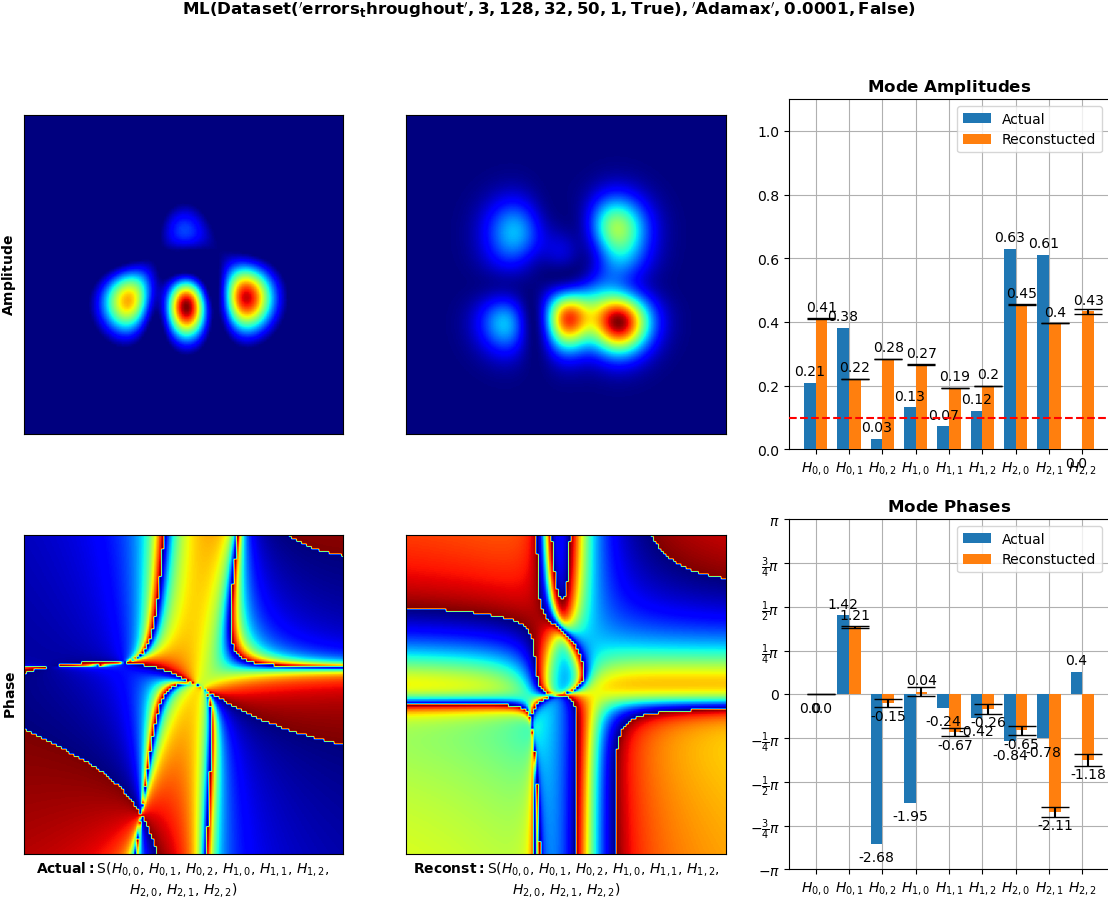 ML(Dataset('errors_throughout', 3, 128, 32, 50, 1, True), 'Adamax', 0.0001, False)
Amplitude
Mode Amplitudes
Actual
Reconstucted
1.0
0.8
0.6
0.4
0.2
0.0
0.21 0.41 0.38 0.22 0.03 0.28 0.13 0.27 0.07 0.19 0.12 0.2 0.63 0.45 0.61 0.4 0.0 0.43
H0,0 H0,1 H0,2 H1,0 H1,1 H1,2 H2,0 H2,1 H2,2
Phase
Mode Phases
Actual
Reconstucted
π
3/4π
1/2π
1/4π
0
−1/4π
−1/2π
−3/4π
−π
0.0 0.0 1.42 1.21 -2.68 -0.15 -1.95 0.04 -0.24 -0.67 -0.42 -0.26 -0.84 -0.65 -0.78 -2.11 0.4 -1.18
H0,0 H0,1 H0,2 H1,0 H1,1 H1,2 H2,0 H2,1 H2,2
Actual: S(H0,0, H0,1, H0,2, H1,0, H1,1, H1,2,
H2,0, H2,1, H2,2)
Reconst: S(H0,0, H0,1, H0,2, H1,0, H1,1, H1,2,
H2,0, H2,1, H2,2)